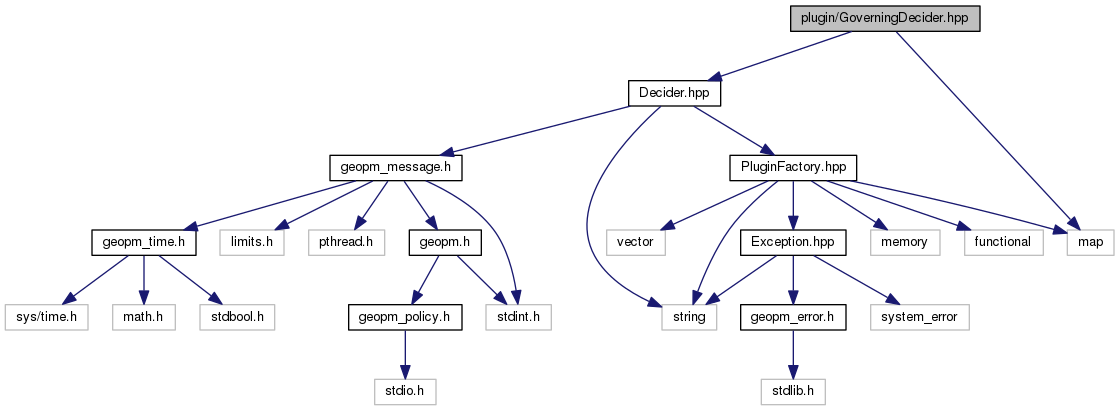 plugin/GoverningDecider.hpp
Decider.hpp
geopm_message.h
PluginFactory.hpp
geopm_time.h
limits.h
pthread.h
geopm.h
vector
Exception.hpp
memory
functional
map
sys/time.h
math.h
stdbool.h
geopm_policy.h
stdint.h
string
geopm_error.h
system_error
stdio.h
stdlib.h